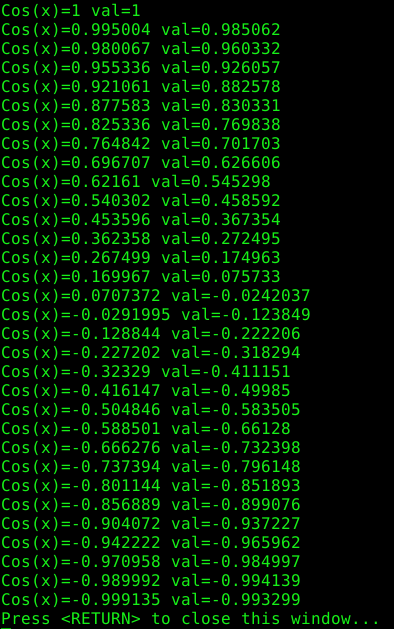 Cos(x)=1 val=1
Cos(x)=0.995004 val=0.985062
Cos(x)=0.980067 val=0.960332
Cos(x)=0.955336 val=0.926057
Cos(x)=0.921061 val=0.882578
Cos(x)=0.877583 val=0.830331
Cos(x)=0.825336 val=0.769838
Cos(x)=0.764842 val=0.701703
Cos(x)=0.696707 val=0.626606
Cos(x)=0.62161 val=0.545298
Cos(x)=0.540302 val=0.458592
Cos(x)=0.453596 val=0.367354
Cos(x)=0.362358 val=0.272495
Cos(x)=0.267499 val=0.174963
Cos(x)=0.169967 val=0.075733
Cos(x)=0.0707372 val=-0.0242037
Cos(x)=-0.0291995 val=-0.123849
Cos(x)=-0.128844 val=-0.222206
Cos(x)=-0.227202 val=-0.318294
Cos(x)=-0.32329 val=-0.411151
Cos(x)=-0.416147 val=-0.49985
Cos(x)=-0.504846 val=-0.583505
Cos(x)=-0.588501 val=-0.66128
Cos(x)=-0.666276 val=-0.732398
Cos(x)=-0.737394 val=-0.796148
Cos(x)=-0.801144 val=-0.851893
Cos(x)=-0.856889 val=-0.899076
Cos(x)=-0.904072 val=-0.937227
Cos(x)=-0.942222 val=-0.965962
Cos(x)=-0.970958 val=-0.984997
Cos(x)=-0.989992 val=-0.994139
Cos(x)=-0.999135 val=-0.993299
Press <RETURN> to close this window...